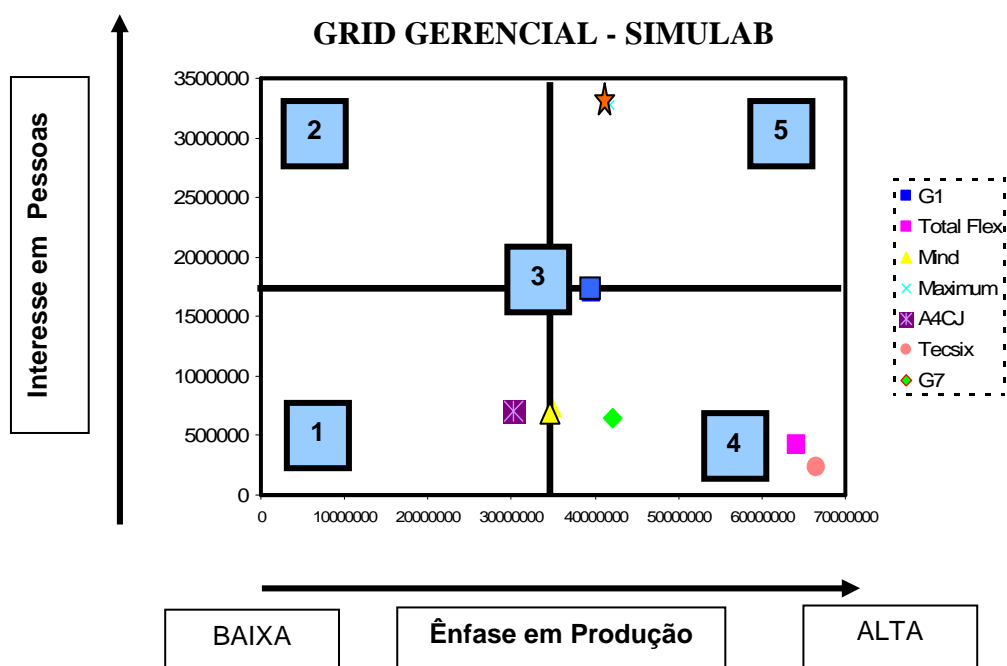 GRID GERENCIAL - SIMULAB
Interesse em Pessoas
3500000
3000000
2500000
2000000
1500000
1000000
500000
0
2
5
3
1
4
0
10000000
20000000
30000000
40000000
50000000
60000000
70000000
G1
Total Flex
Mind
Maximum
A4CJ
Tecsix
G7
BAIXA
Ênfase em Produção
ALTA